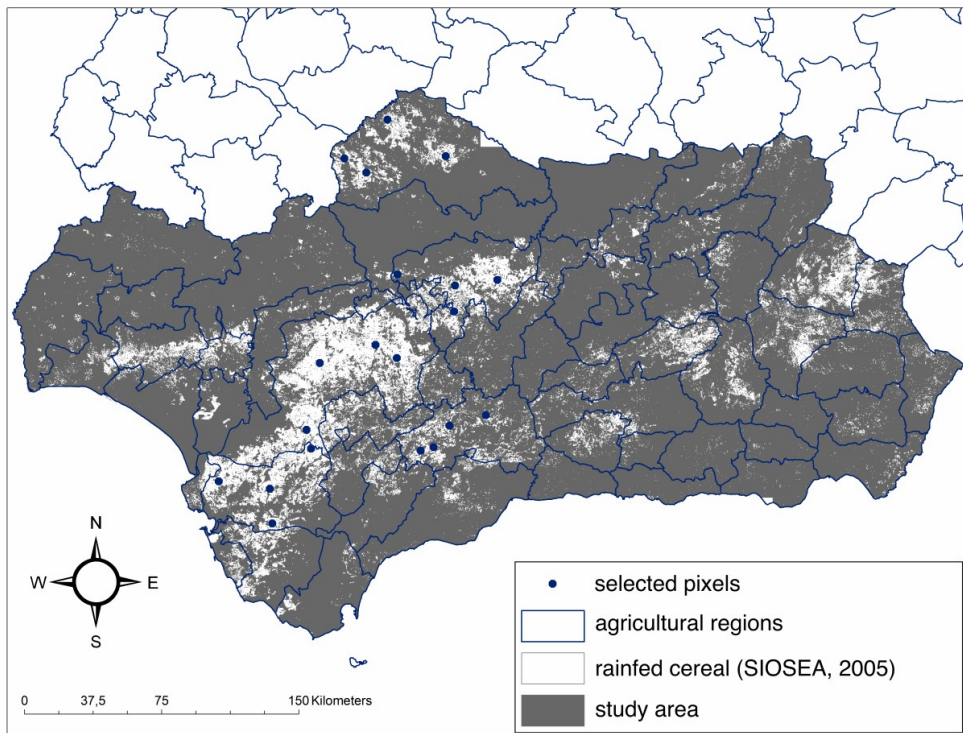 N
W E
S
0 37,5 75 150 Kilometers
selected pixels
agricultural regions
rainfed cereal (SIOSEA, 2005)
study area